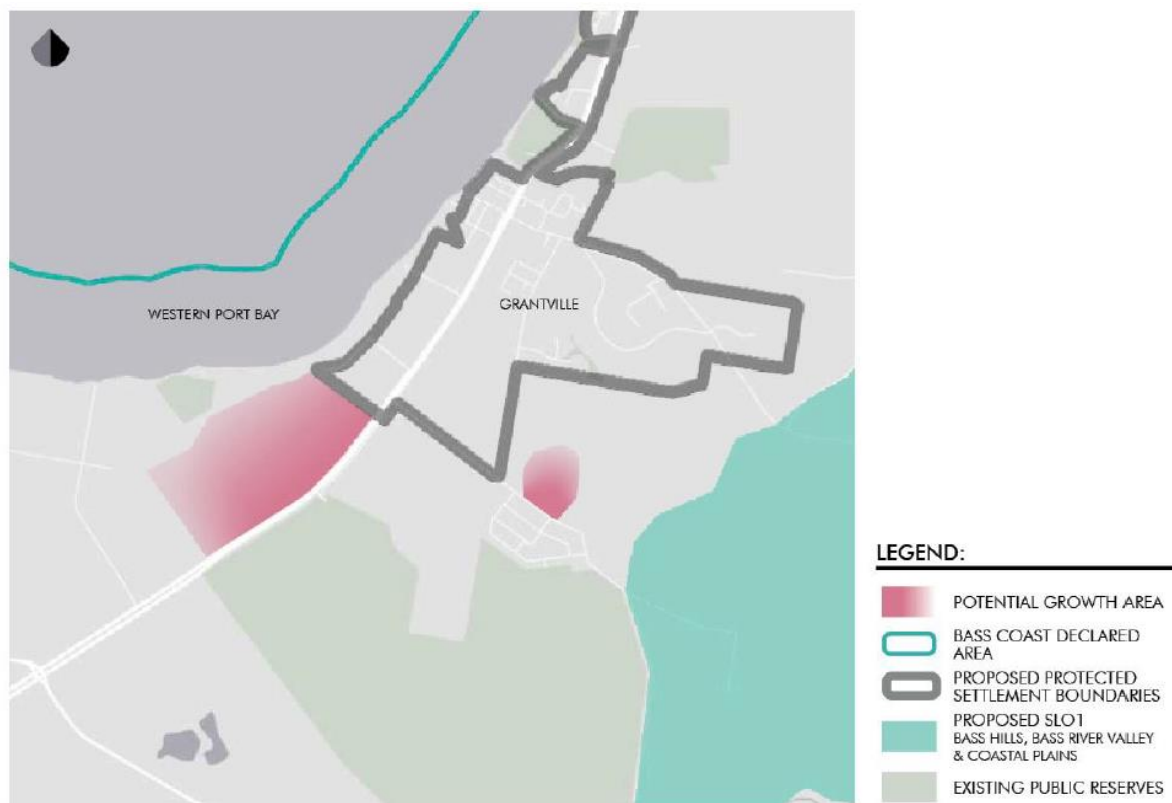 WESTERN PORT BAY
GRANTVILLE
LEGEND:
POTENTIAL GROWTH AREA
BASS COAST DECLARED
AREA
PROPOSED PROTECTED
SETTLEMENT BOUNDARIES
PROPOSED SLO1
BASS HILLS, BASS RIVER VALLEY
& COASTAL PLAINS
EXISTING PUBLIC RESERVES